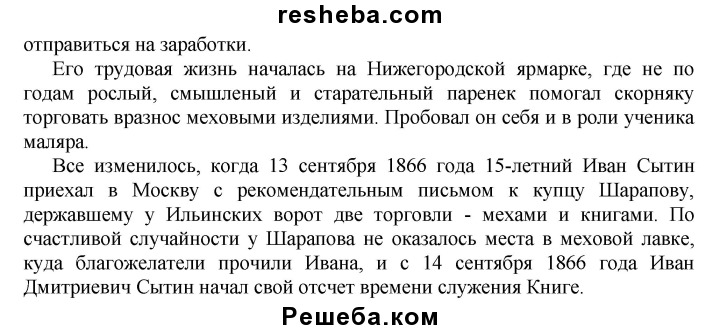 resheba.com
отправиться на заработки.
Его трудовая жизнь началась на Нижегородской ярмарке, где не по
годам рослый, смышленый и старательный паренек помогал скорняку
торговать вразнос меховыми изделиями. Пробовал он себя и в роли ученика
маляра.
Все изменилось, когда 13 сентября 1866 года 15-летний Иван Сытин
приехал в Москву с рекомендательным письмом к купцу Шарапову,
державшему у Ильинских ворот две торговли - мехами и книгами. По
счастливой случайности у Шарапова не оказалось места в меховой лавке,
куда благожелатели прочили Ивана, и с 14 сентября 1866 года Иван
Дмитриевич Сытин начал свой отсчет времени служения Книге.
Решеба.ком